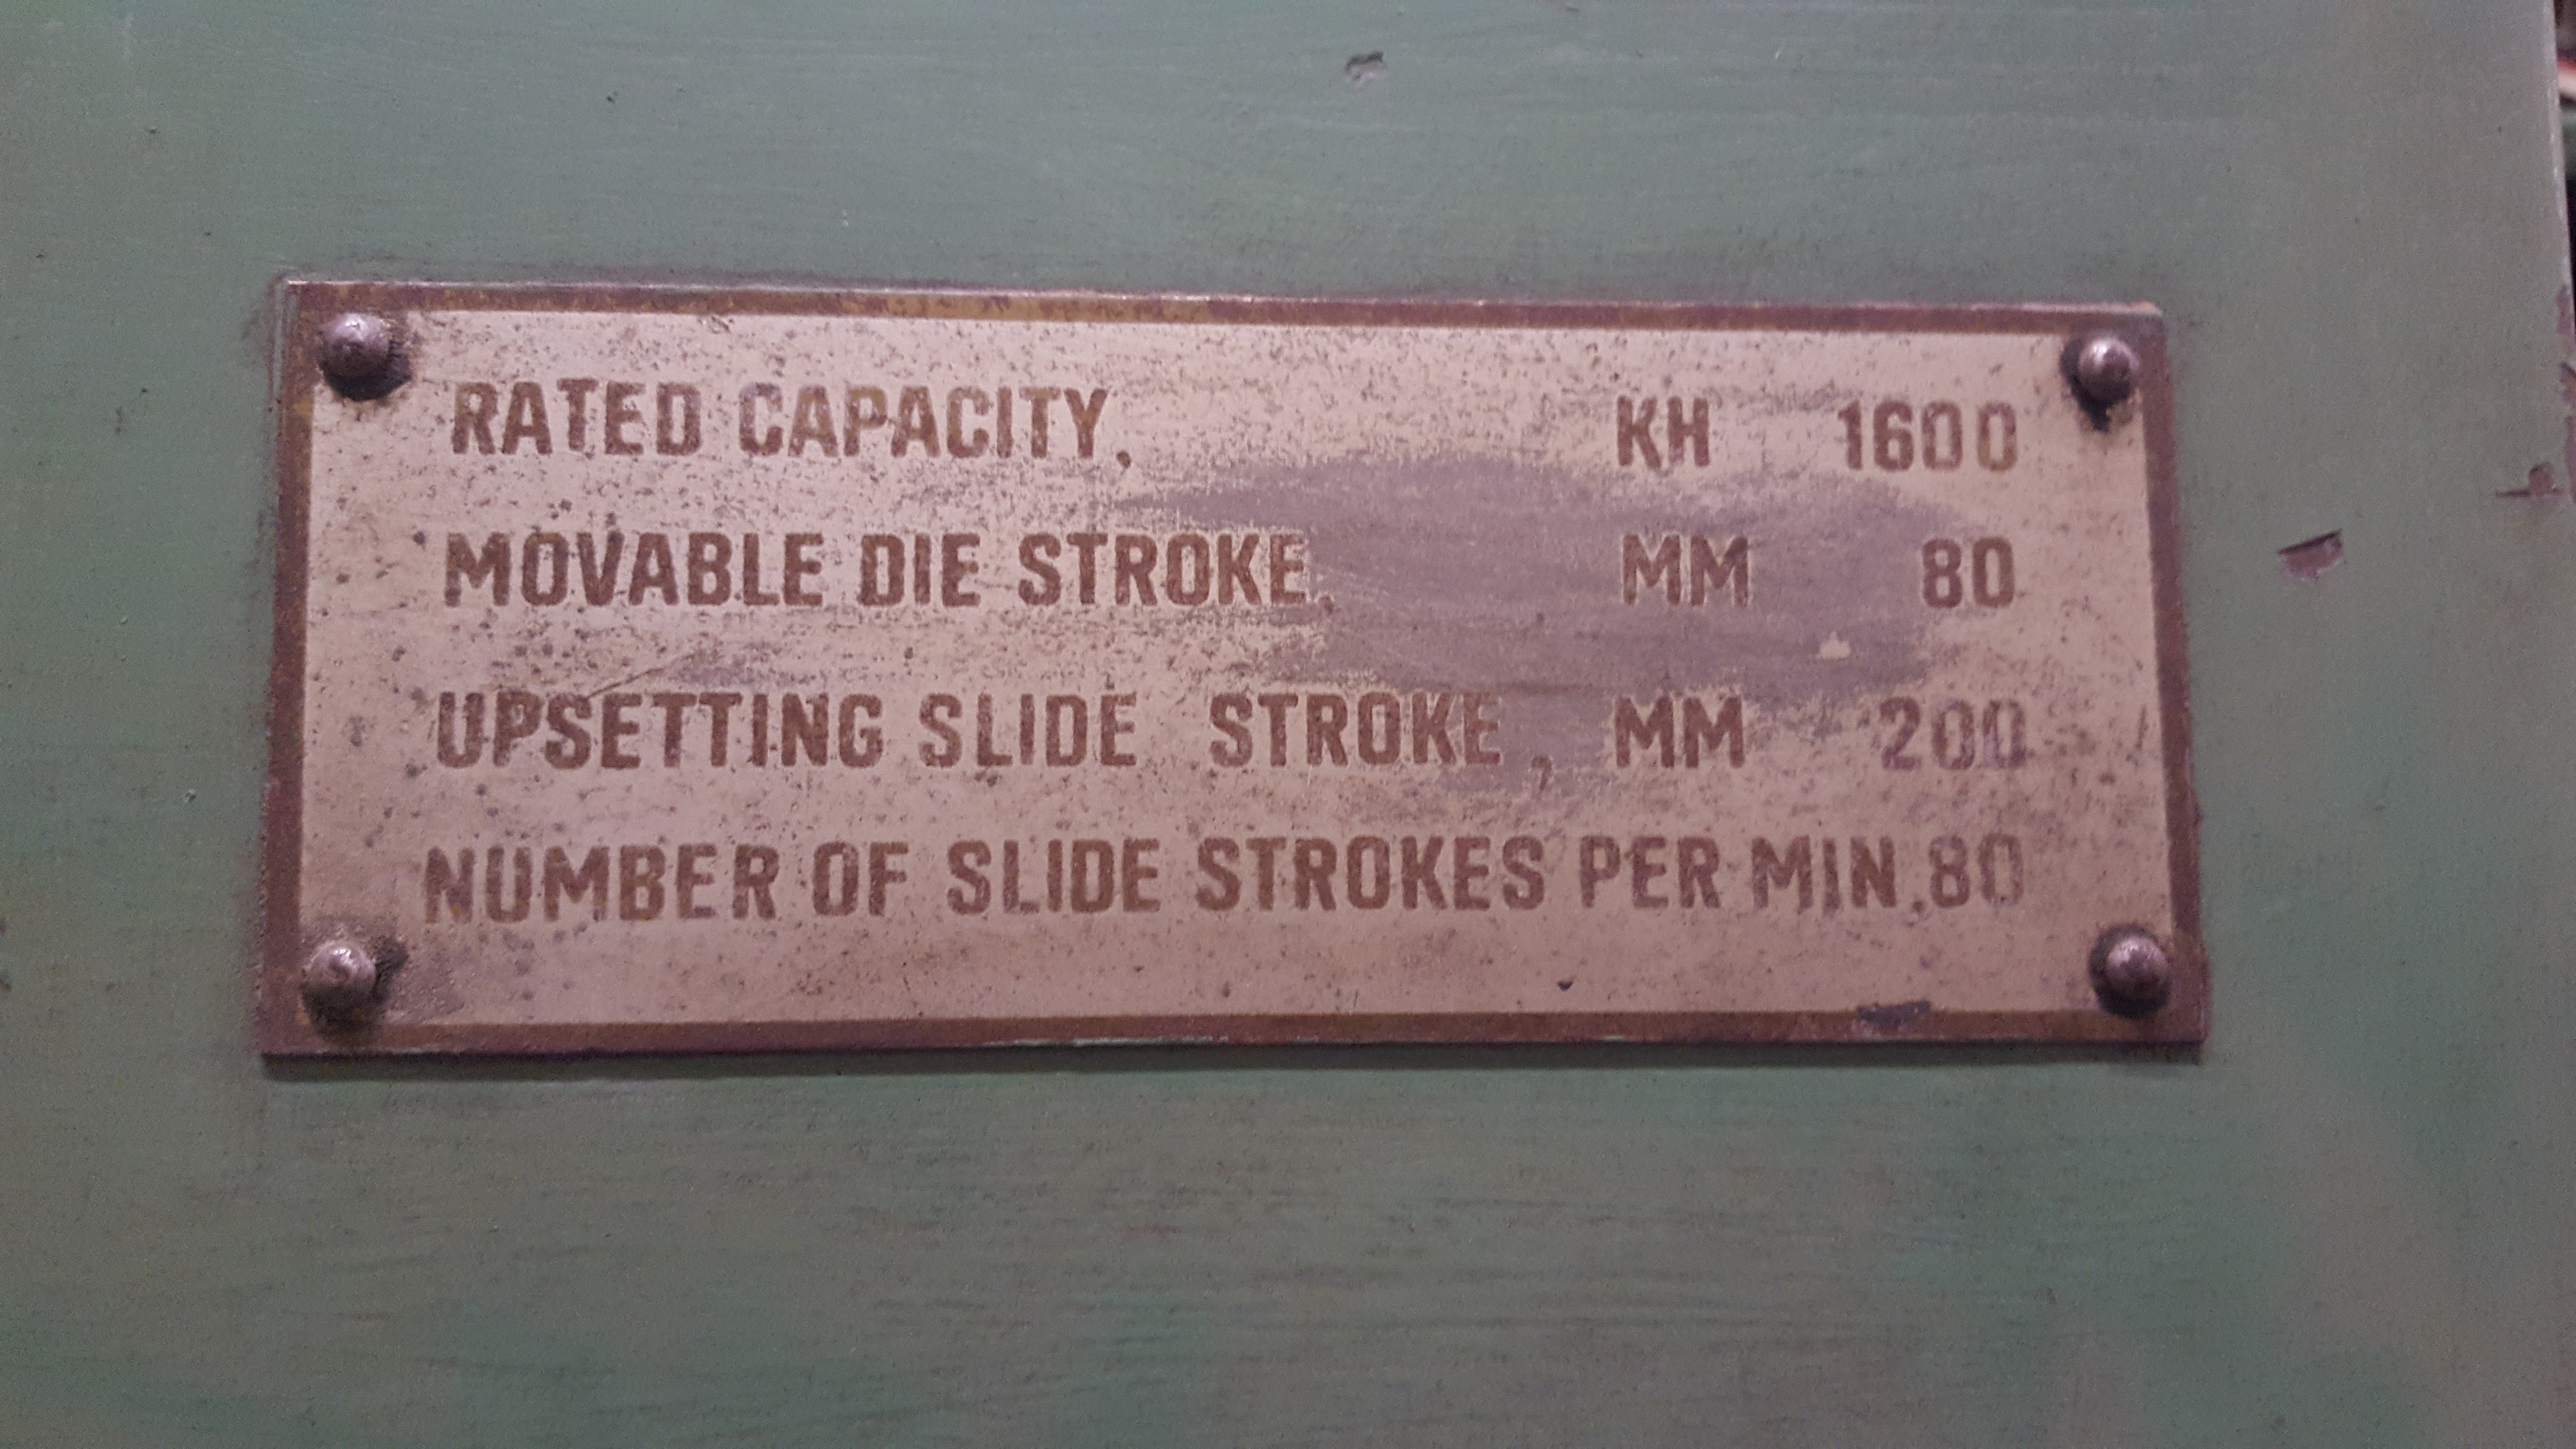 RATED CAPACITY, KH 1600
MOVABLE DIE STROKE, MM 80
UPSETTING SLIDE STROKE, MM 200
NUMBER OF SLIDE STROKES PER MIN. 80